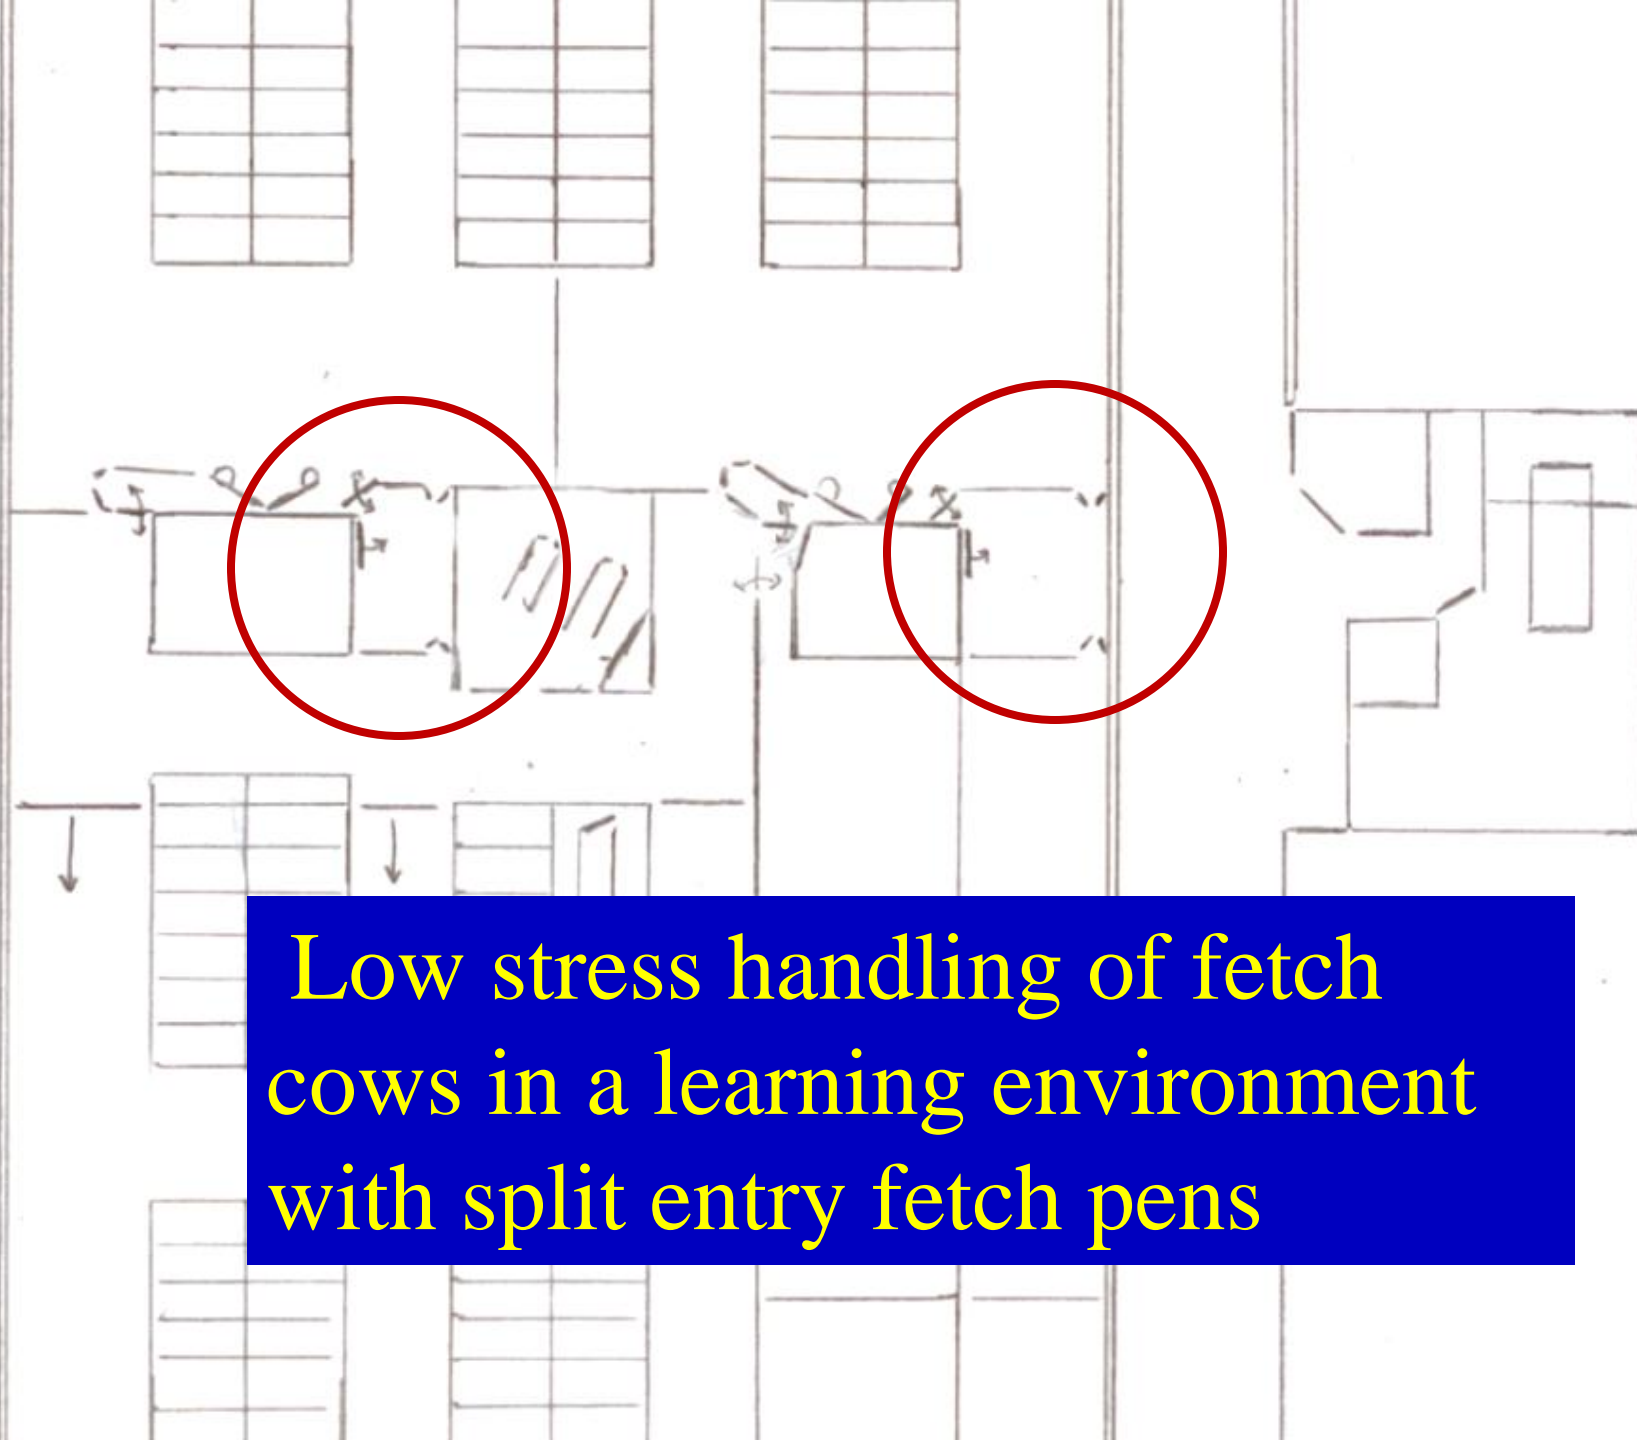 Low stress handling of fetch
cows in a learning environment
with split entry fetch pens